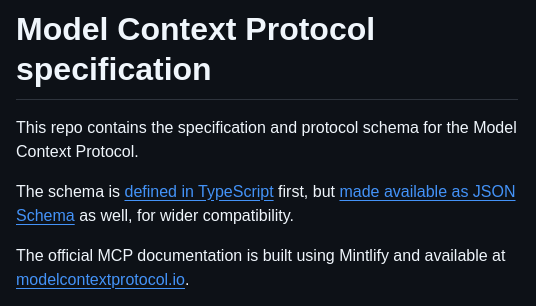 Model Context Protocol
specification
This repo contains the specification and protocol schema for the Model
Context Protocol.
The schema is defined in TypeScript first, but made available as JSON
Schema as well, for wider compatibility.
The official MCP documentation is built using Mintlify and available at
modelcontextprotocol.io.